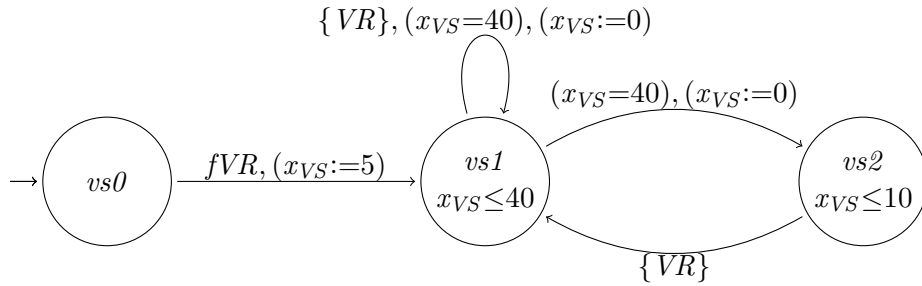 {VR}, (x_VS=40), (x_VS:=0)
(x_VS=40), (x_VS:=0)
vs0
fVR, (x_VS:=5)
vs1
x_VS≤40
vs2
x_VS≤10
{VR}